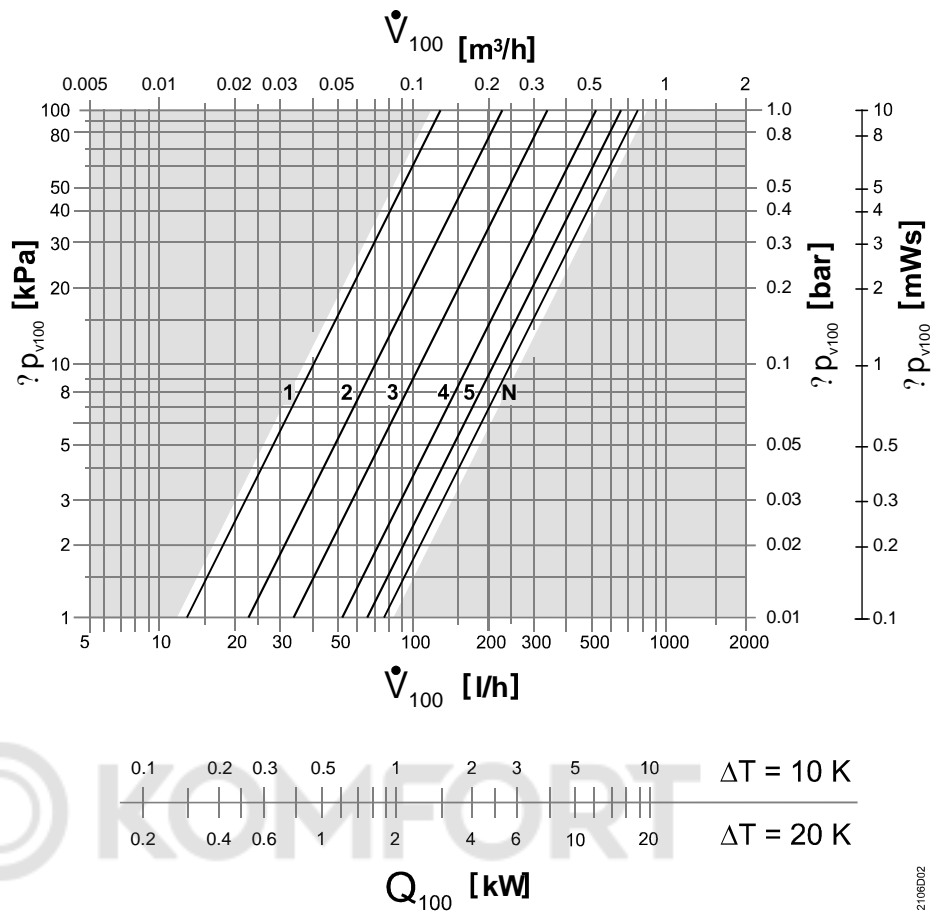 V̇100 [m³/h]
0.005 0.01 0.02 0.03 0.05 0.1 0.2 0.3 0.5 1 2
100 1.0 10
80 0.8 8
50 0.5 5
40 0.4 4
30 0.3 3
20 0.2 2
10 0.1 1
8
5 0.05 0.5
3 0.03 0.3
2 0.02 0.2
1 0.01 0.1
? pv100 [kPa]
1 2 3 4 5 N
? pv100 [bar]
? pv100 [mWs]
5 10 20 30 50 100 200 300 500 1000 2000
V̇100 [l/h]
KOMFORT
0.1 0.2 0.3 0.5 1 2 3 5 10 ΔT = 10 K
0.2 0.4 0.6 1 2 4 6 10 20 ΔT = 20 K
Q100 [kW]
2106D02